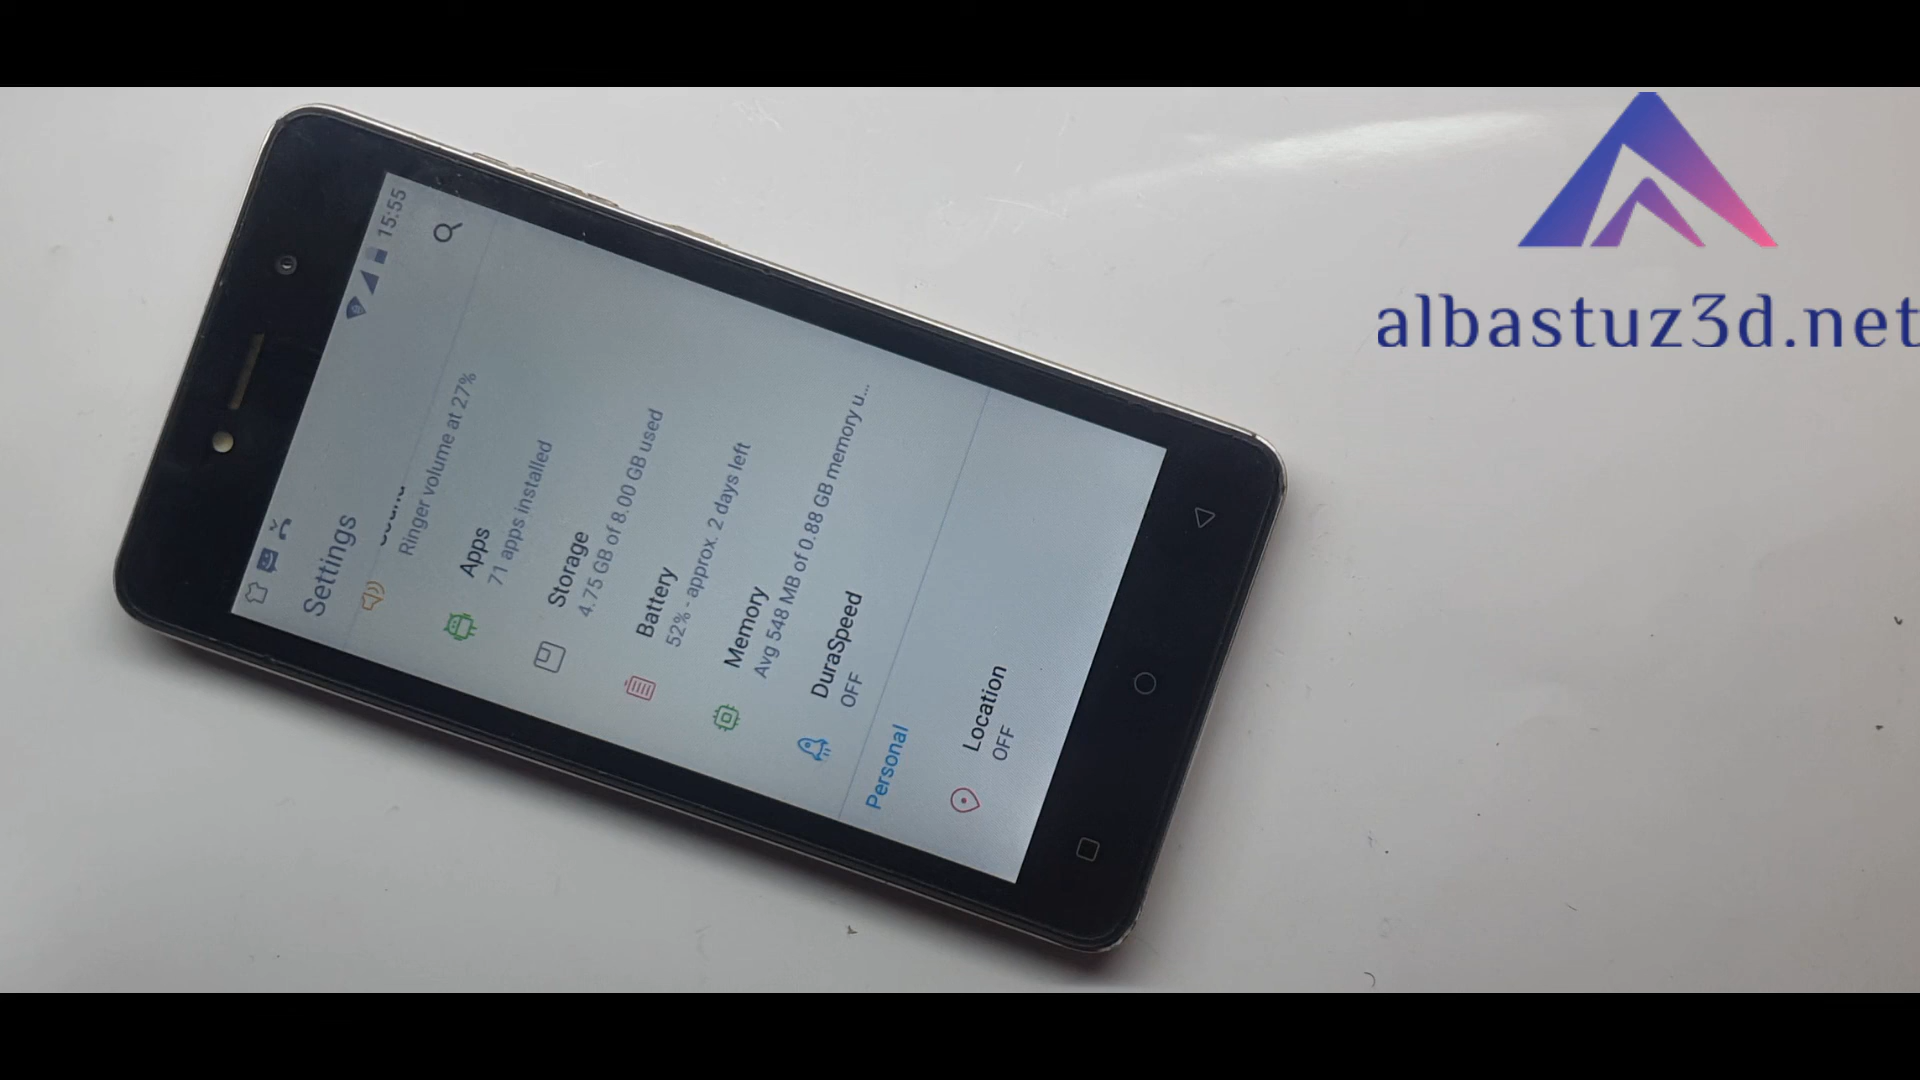 15:55
Settings
Ringer volume at 27%
Apps
71 apps installed
Storage
4.75 GB of 8.00 GB used
Battery
52% - approx. 2 days left
Memory
Avg 548 MB of 0.88 GB memory u...
DuraSpeed
OFF
Personal
Location
OFF
albastuz3d.net